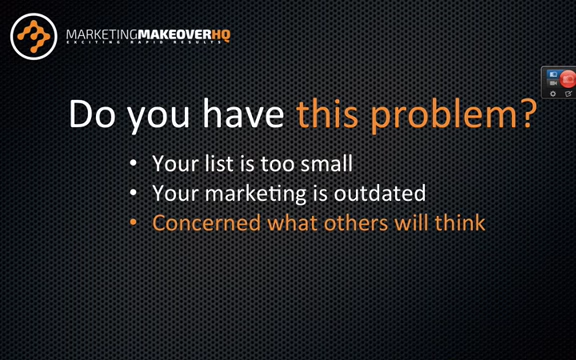 MARKETINGMAKEOVERHQ
EXCITING RAPID RESULTS
Do you have this problem?
• Your list is too small
• Your marketing is outdated
• Concerned what others will think